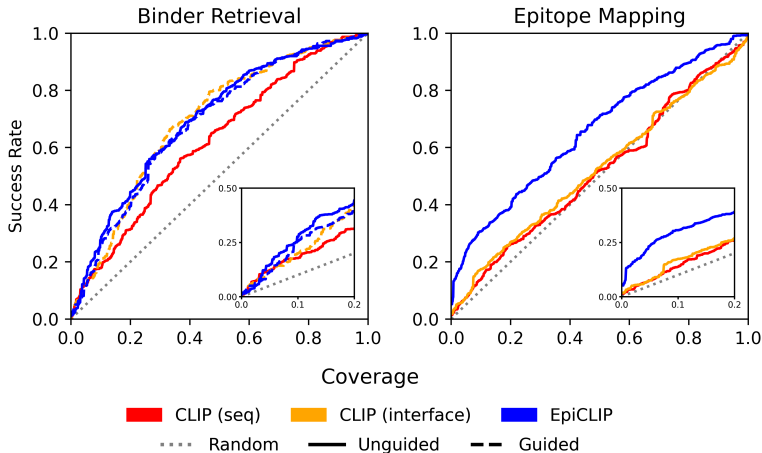 Binder Retrieval
Epitope Mapping
Success Rate
1.0
0.8
0.6
0.4
0.2
0.0
0.0 0.2 0.4 0.6 0.8 1.0
0.50
0.25
0.00
0.0 0.1 0.2
1.0
0.8
0.6
0.4
0.2
0.0
0.0 0.2 0.4 0.6 0.8 1.0
0.50
0.25
0.00
0.0 0.1 0.2
Coverage
CLIP (seq) CLIP (interface) EpiCLIP
Random Unguided Guided